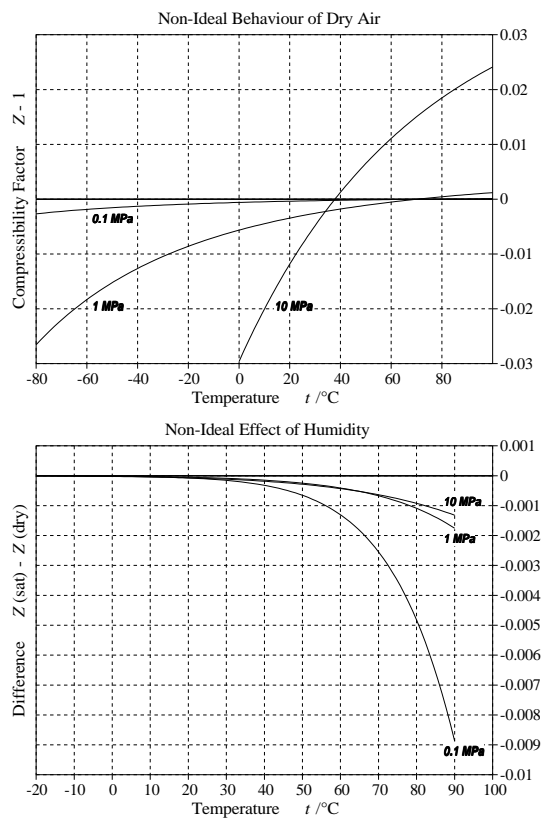 Non-Ideal Behaviour of Dry Air
0.03
0.02
0.01
0
-0.01
-0.02
-0.03
Compressibility Factor Z - 1
0.1 MPa
1 MPa
10 MPa
-80 -60 -40 -20 0 20 40 60 80
Temperature t /°C
Non-Ideal Effect of Humidity
0.001
0
-0.001
-0.002
-0.003
-0.004
-0.005
-0.006
-0.007
-0.008
-0.009
-0.01
Difference Z (sat) - Z (dry)
10 MPa
1 MPa
0.1 MPa
-20 -10 0 10 20 30 40 50 60 70 80 90 100
Temperature t /°C